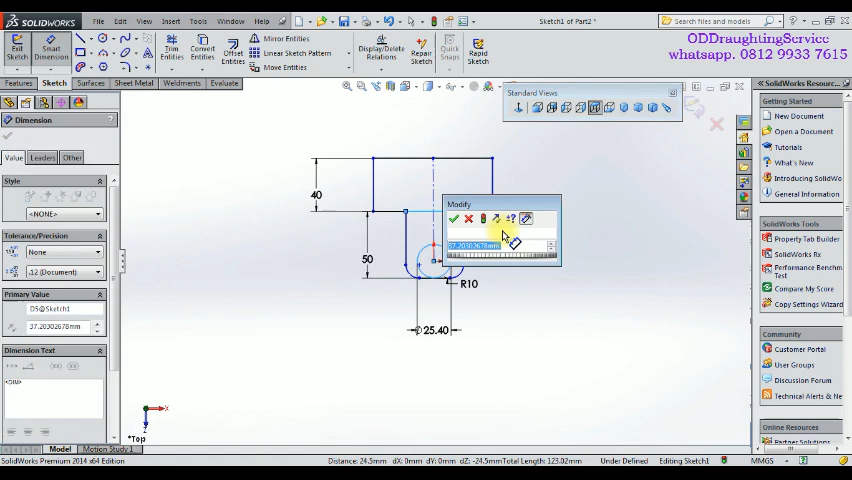 SOLIDWORKS File Edit View Insert Tools Window Help Sketch1 of Part2 * Search files and models
ODDraughtingService
whatsapp. 0812 9933 7615
Exit Sketch Smart Dimension Trim Entities Convert Entities Offset Entities Mirror Entities Linear Sketch Pattern Move Entities Display/Delete Relations Repair Sketch Quick Snaps Rapid Sketch
Features Sketch Surfaces Sheet Metal Weldments Evaluate
Standard Views
SolidWorks Resourc...
Dimension
Value Leaders Other
Style
<NONE>
Tolerance/Precision
None
.12 (Document)
Primary Value
D5@Sketch1
37.20302678mm
Dimension Text
<DIM>
40
50
R10
Ø25.40
Modify
37.20302678mm
*Top
Getting Started
New Document
Open a Document
Tutorials
What's New
Introducing SolidWorks
General Information
SolidWorks Tools
Property Tab Builder
SolidWorks Rx
Performance Benchmark Test
Compare My Score
Copy Settings Wizard
Community
Customer Portal
User Groups
Discussion Forum
Online Resources
Model Motion Study 1
SolidWorks Premium 2014 x64 Edition Distance: 24.5mm dX: 0mm dY: 0mm dZ: -24.5mm Total Length: 123.02mm Under Defined Editing Sketch1 MMGS